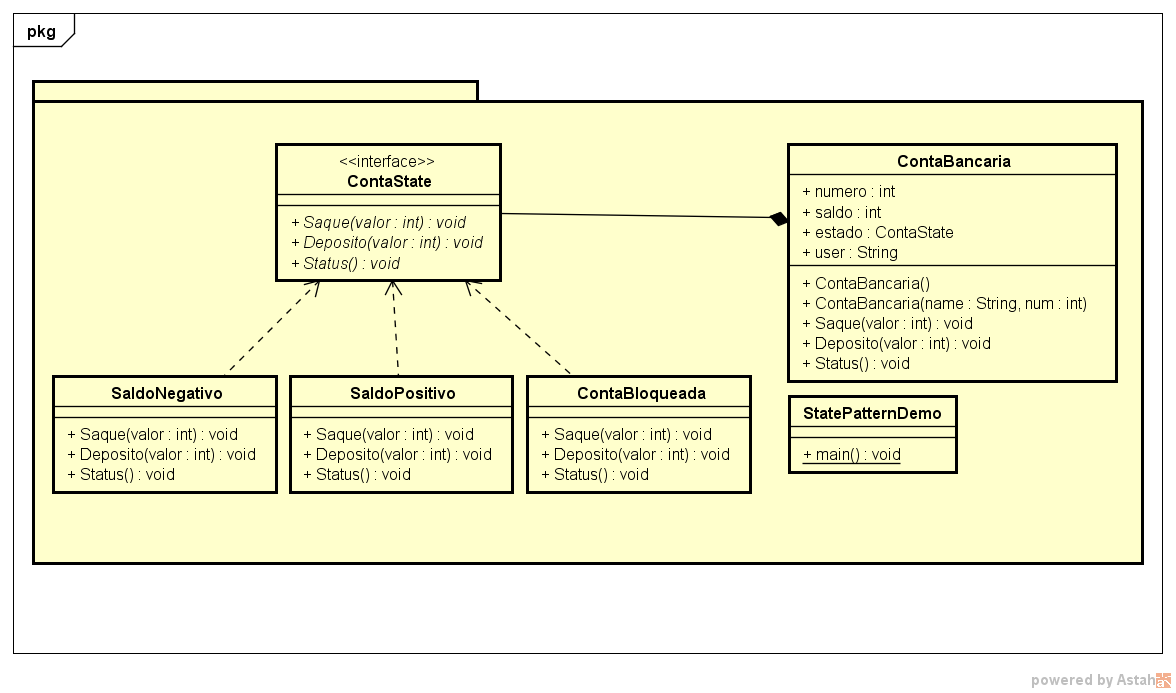 pkg
<<interface>>
ContaState
+ Saque(valor : int) : void
+ Deposito(valor : int) : void
+ Status() : void
ContaBancaria
+ numero : int
+ saldo : int
+ estado : ContaState
+ user : String
+ ContaBancaria()
+ ContaBancaria(name : String, num : int)
+ Saque(valor : int) : void
+ Deposito(valor : int) : void
+ Status() : void
SaldoNegativo
+ Saque(valor : int) : void
+ Deposito(valor : int) : void
+ Status() : void
SaldoPositivo
+ Saque(valor : int) : void
+ Deposito(valor : int) : void
+ Status() : void
ContaBloqueada
+ Saque(valor : int) : void
+ Deposito(valor : int) : void
+ Status() : void
StatePatternDemo
+ main() : void
powered by Astah